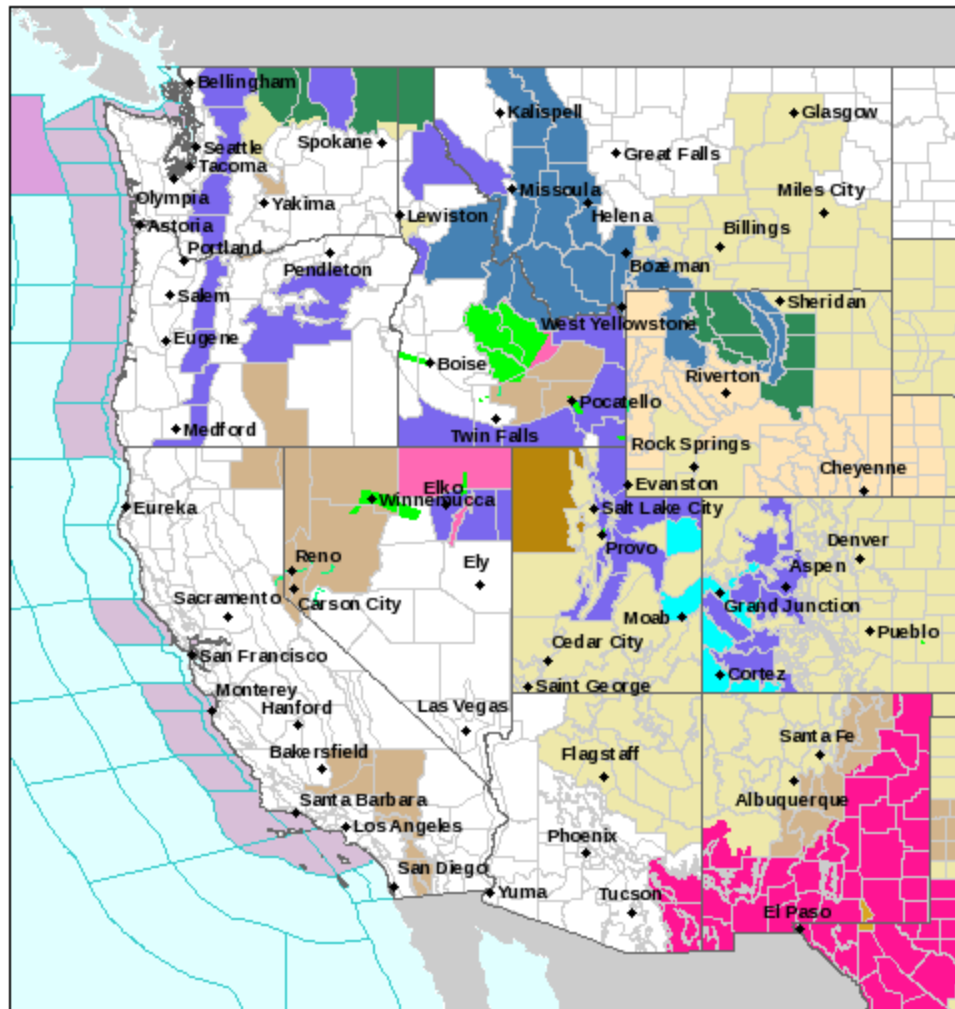 Bellingham
Kalispell
Glasgow
Seattle
Spokane
Great Falls
Tacoma
Missoula
Miles City
Olympia
Yakima
Lewiston
Helena
Astoria
Billings
Portland
Pendleton
Bozeman
Salem
Sheridan
West Yellowstone
Eugene
Boise
Riverton
Pocatello
Medford
Twin Falls
Rock Springs
Cheyenne
Elko
Evanston
Winnemucca
Eureka
Salt Lake City
Provo
Denver
Reno
Ely
Aspen
Sacramento
Carson City
Grand Junction
Moab
Pueblo
Cedar City
San Francisco
Cortez
Monterey
Saint George
Hanford
Las Vegas
Santa Fe
Bakersfield
Flagstaff
Santa Barbara
Albuquerque
Los Angeles
Phoenix
San Diego
Yuma
Tucson
El Paso